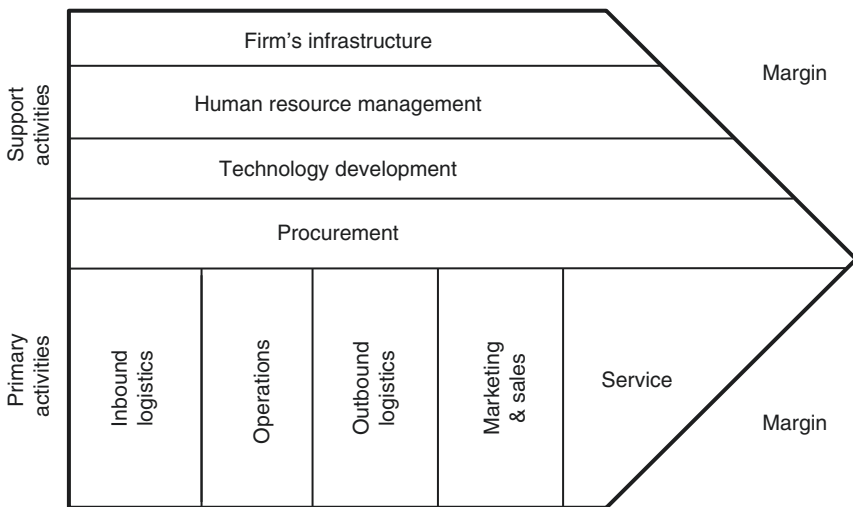 Firm's infrastructure
Margin
Human resource management
Support
activities
Technology development
Procurement
Primary
activities
Inbound
logistics
Operations
Outbound
logistics
Marketing
& sales
Service
Margin